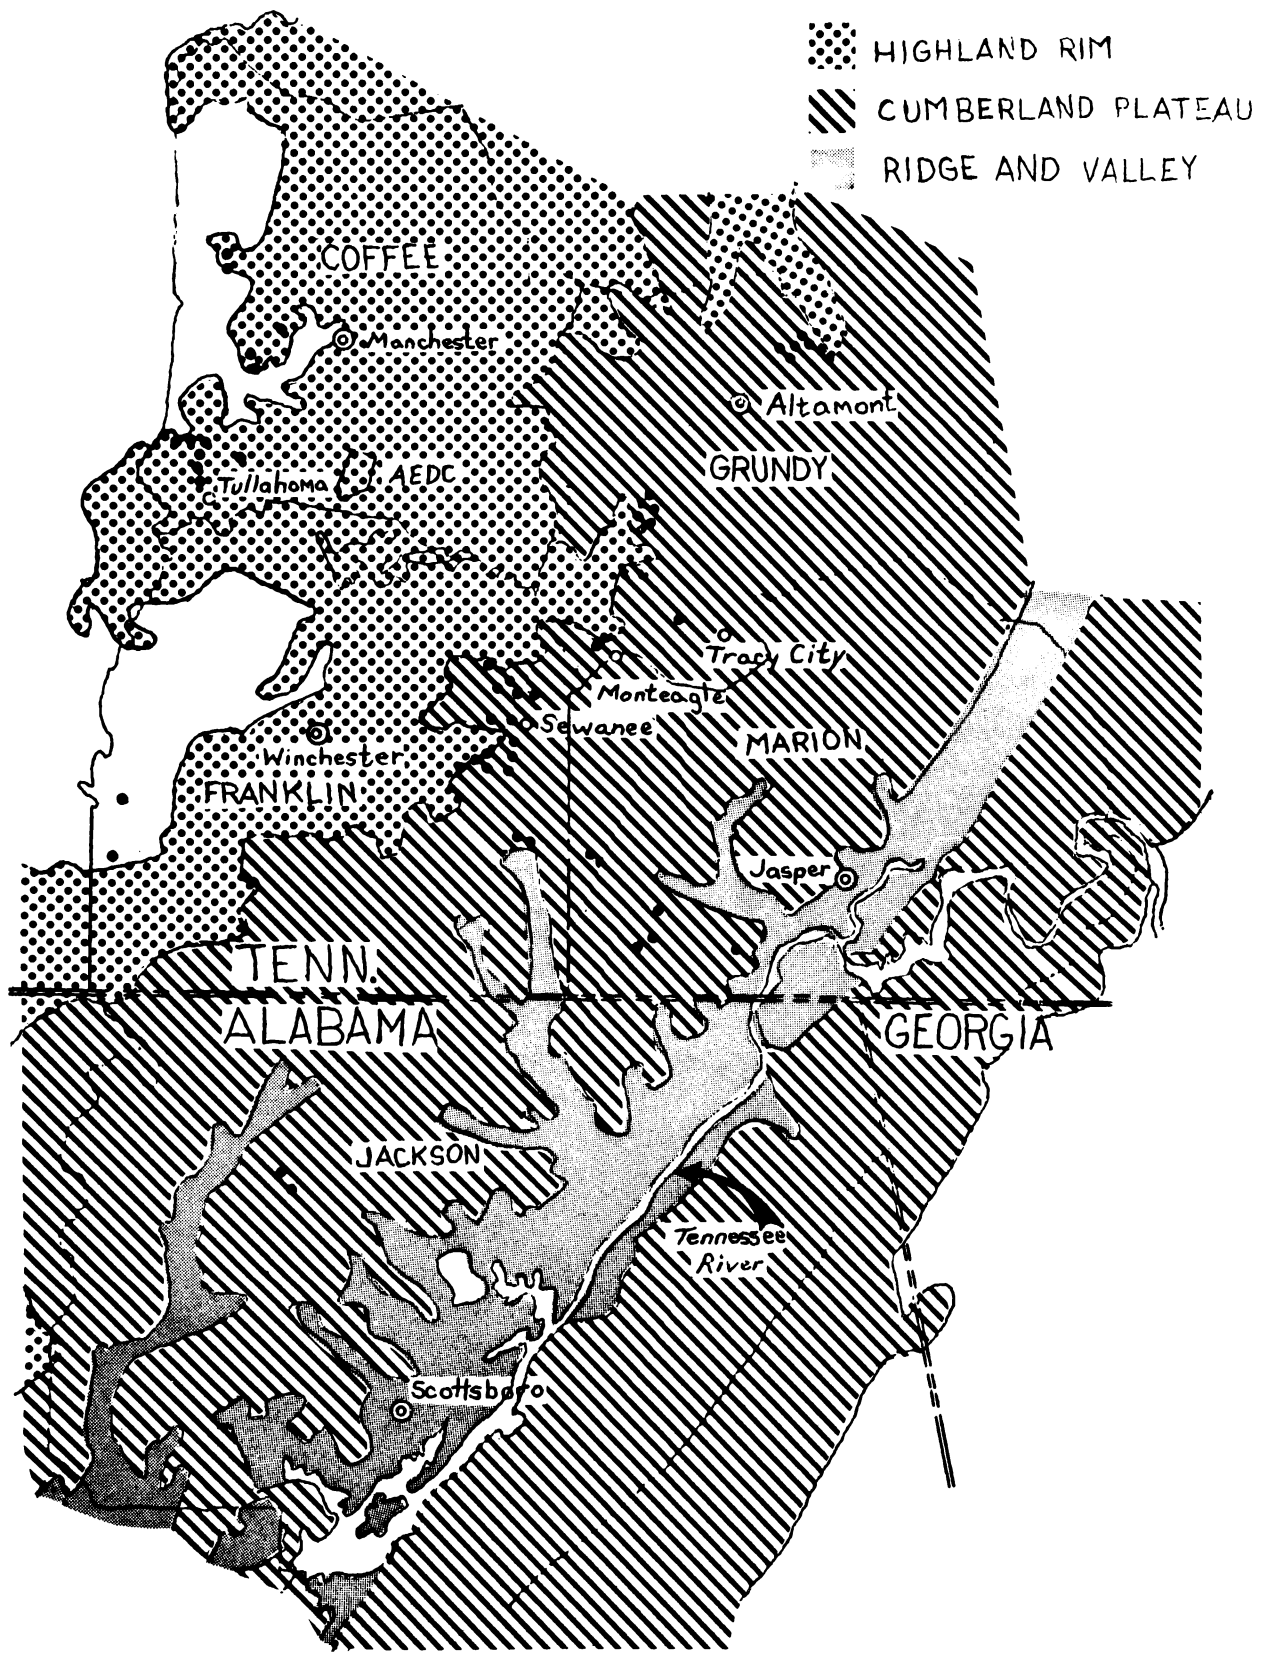 HIGHLAND RIM
CUMBERLAND PLATEAU
RIDGE AND VALLEY
COFFEE
Manchester
Altamont
GRUNDY
Tullahoma
AEDC
Tracy City
Monteagle
Sewanee
MARION
Winchester
FRANKLIN
Jasper
TENN.
ALABAMA
GEORGIA
JACKSON
Tennessee
River
Scottsboro